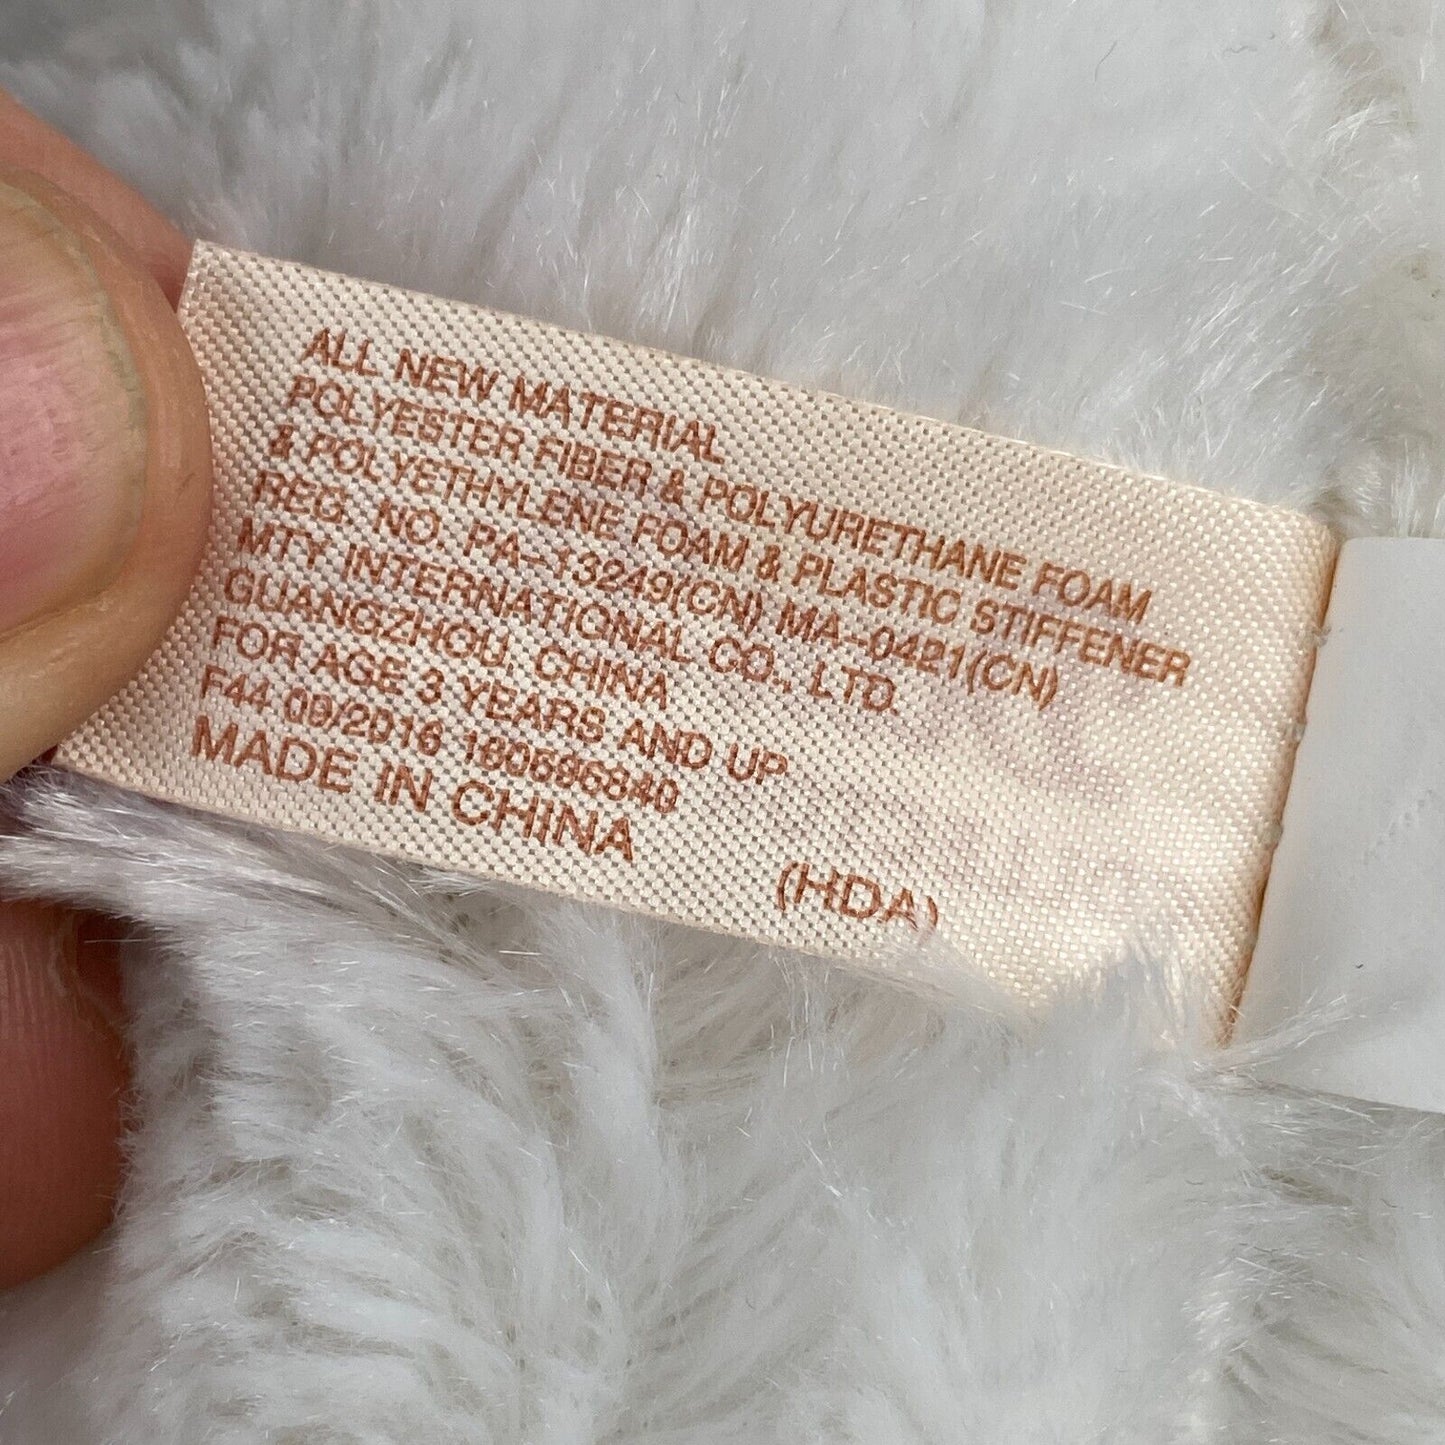 ALL NEW MATERIAL
POLYESTER FIBER & POLYURETHANE FOAM
& POLYETHYLENE FOAM & PLASTIC STIFFENER
REG. NO. PA-13249(CN) MA-0421(CN)
MTY INTERNATIONAL CO., LTD.
GUANGZHOU, CHINA
FOR AGE 3 YEARS AND UP
F44 09/2016
MADE IN CHINA
(HDA)